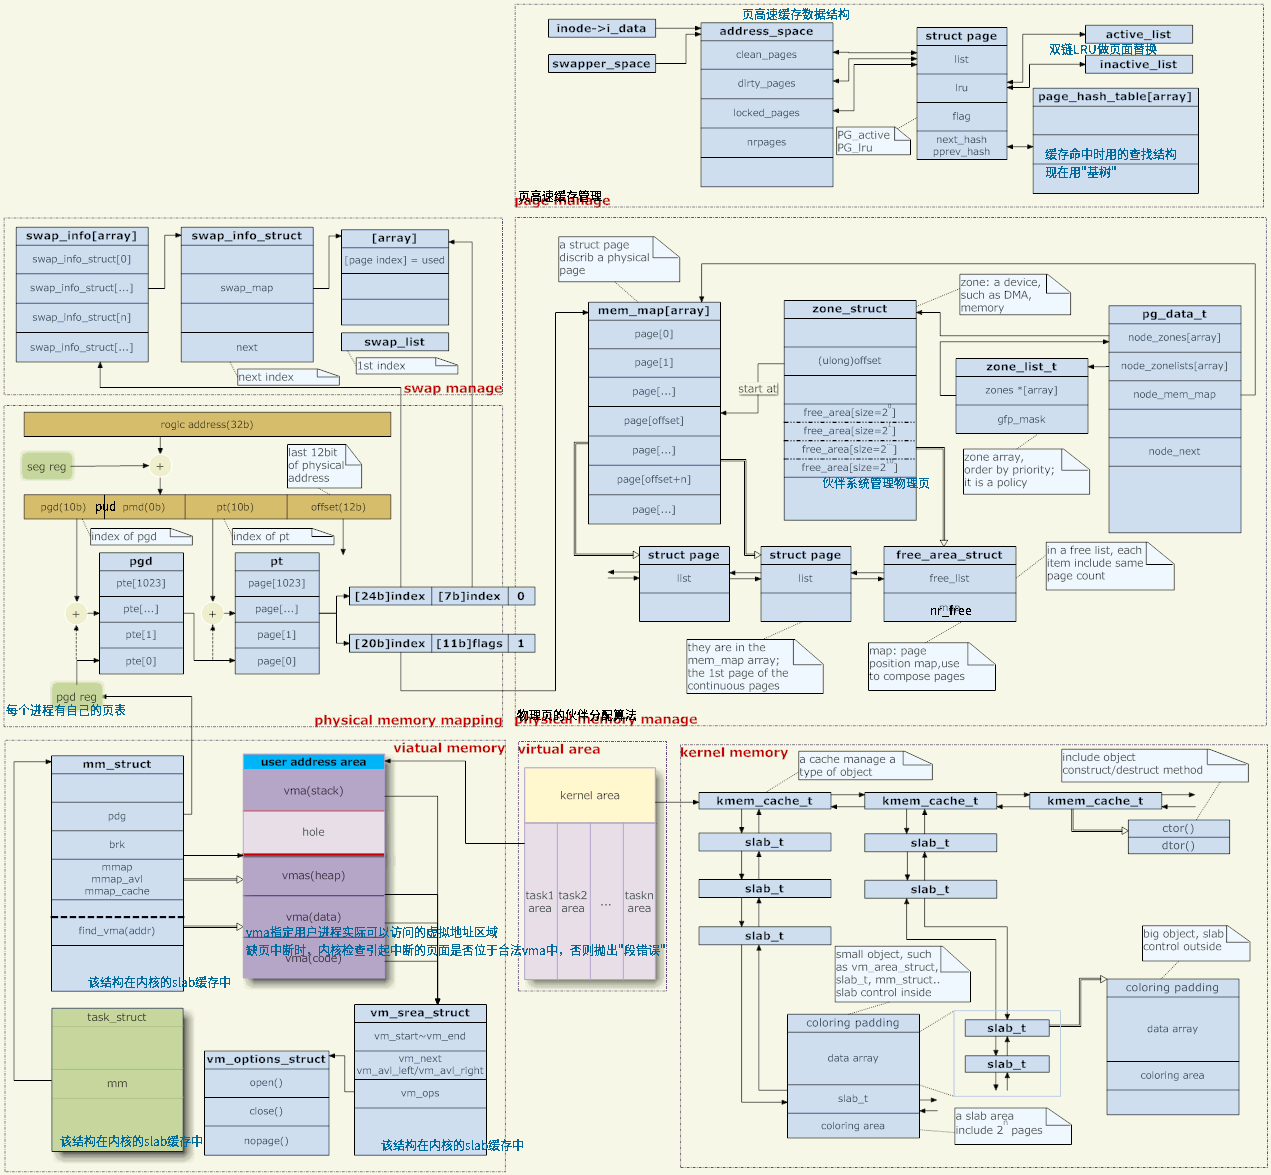 页高速缓存数据结构
inode->i_data
swapper_space
address_space
clean_pages
dirty_pages
locked_pages
nrpages
struct page
list
lru
flag
next_hash
pprev_hash
PG_active
PG_lru
active_list
双链LRU做页面替换
inactive_list
page_hash_table[array]
缓存命中时用的查找结构
现在用"基树"
页高速缓存管理
page manage
swap_info[array]
swap_info_struct[0]
swap_info_struct[...]
swap_info_struct[n]
swap_info_struct[...]
swap_info_struct
swap_map
next
next index
[array]
[page index] = used
swap_list
1st index
swap manage
a struct page
discrib a physical
page
mem_map[array]
page[0]
page[1]
page[...]
page[offset]
page[...]
page[offset+n]
page[...]
start at
zone_struct
(ulong)offset
free_area[size=2 ]
free_area[size=2 ]
free_area[size=2 ]
free_area[size=2 ]
伙伴系统管理物理页
zone: a device,
such as DMA,
memory
zone_list_t
zones *[array]
gfp_mask
zone array,
order by priority;
it is a policy
pg_data_t
node_zones[array]
node_zonelists[array]
node_mem_map
node_next
struct page
list
struct page
list
free_area_struct
free_list
nr_free
in a free list, each
item include same
page count
they are in the
mem_map array;
the 1st page of the
continuous pages
map: page
position map,use
to compose pages
物理页的伙伴分配算法
physical memory manage
rogic address(32b)
seg reg
+
last 12bit
of physical
address
pgd(10b)
pud
pmd(0b)
pt(10b)
offset(12b)
index of pgd
index of pt
pgd
pte[1023]
pte[...]
pte[1]
pte[0]
+
pt
page[1023]
page[...]
page[1]
page[0]
+
[24b]index
[7b]index
0
[20b]index
[11b]flags
1
pgd reg
每个进程有自己的页表
physical memory mapping
viatual memory
mm_struct
pdg
brk
mmap
mmap_avl
mmap_cache
find_vma(addr)
该结构在内核的slab缓存中
user address area
vma(stack)
hole
vmas(heap)
vma(data)
vma指定用户进程实际可以访问的虚拟地址区域
缺页中断时，内核检查引起中断的页面是否位于合法vma中，否则抛出"段错误"
vma(code)
task_struct
mm
该结构在内核的slab缓存中
vm_options_struct
open()
close()
nopage()
vm_srea_struct
vm_start~vm_end
vm_next
vm_avl_left/vm_avl_right
vm_ops
该结构在内核的slab缓存中
virtual area
kernel area
task1
area
task2
area
...
taskn
area
kernel memory
a cache manage a
type of object
include object
construct/destruct method
kmem_cache_t
kmem_cache_t
kmem_cache_t
slab_t
slab_t
slab_t
slab_t
slab_t
ctor()
dtor()
small object, such
as vm_area_struct,
slab_t, mm_struct..
slab control inside
big object, slab
control outside
coloring padding
data array
slab_t
coloring area
slab_t
slab_t
a slab area
include 2^n pages
coloring padding
data array
coloring area